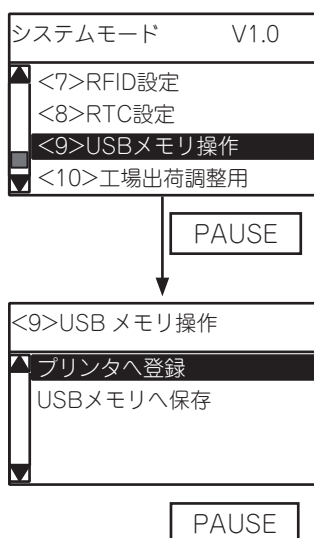 システムモード V1.0
<7>RFID設定
<8>RTC設定
<9>USBメモリ操作
<10>工場出荷調整用
PAUSE
<9>USB メモリ操作
プリンタへ登録
USBメモリへ保存
PAUSE